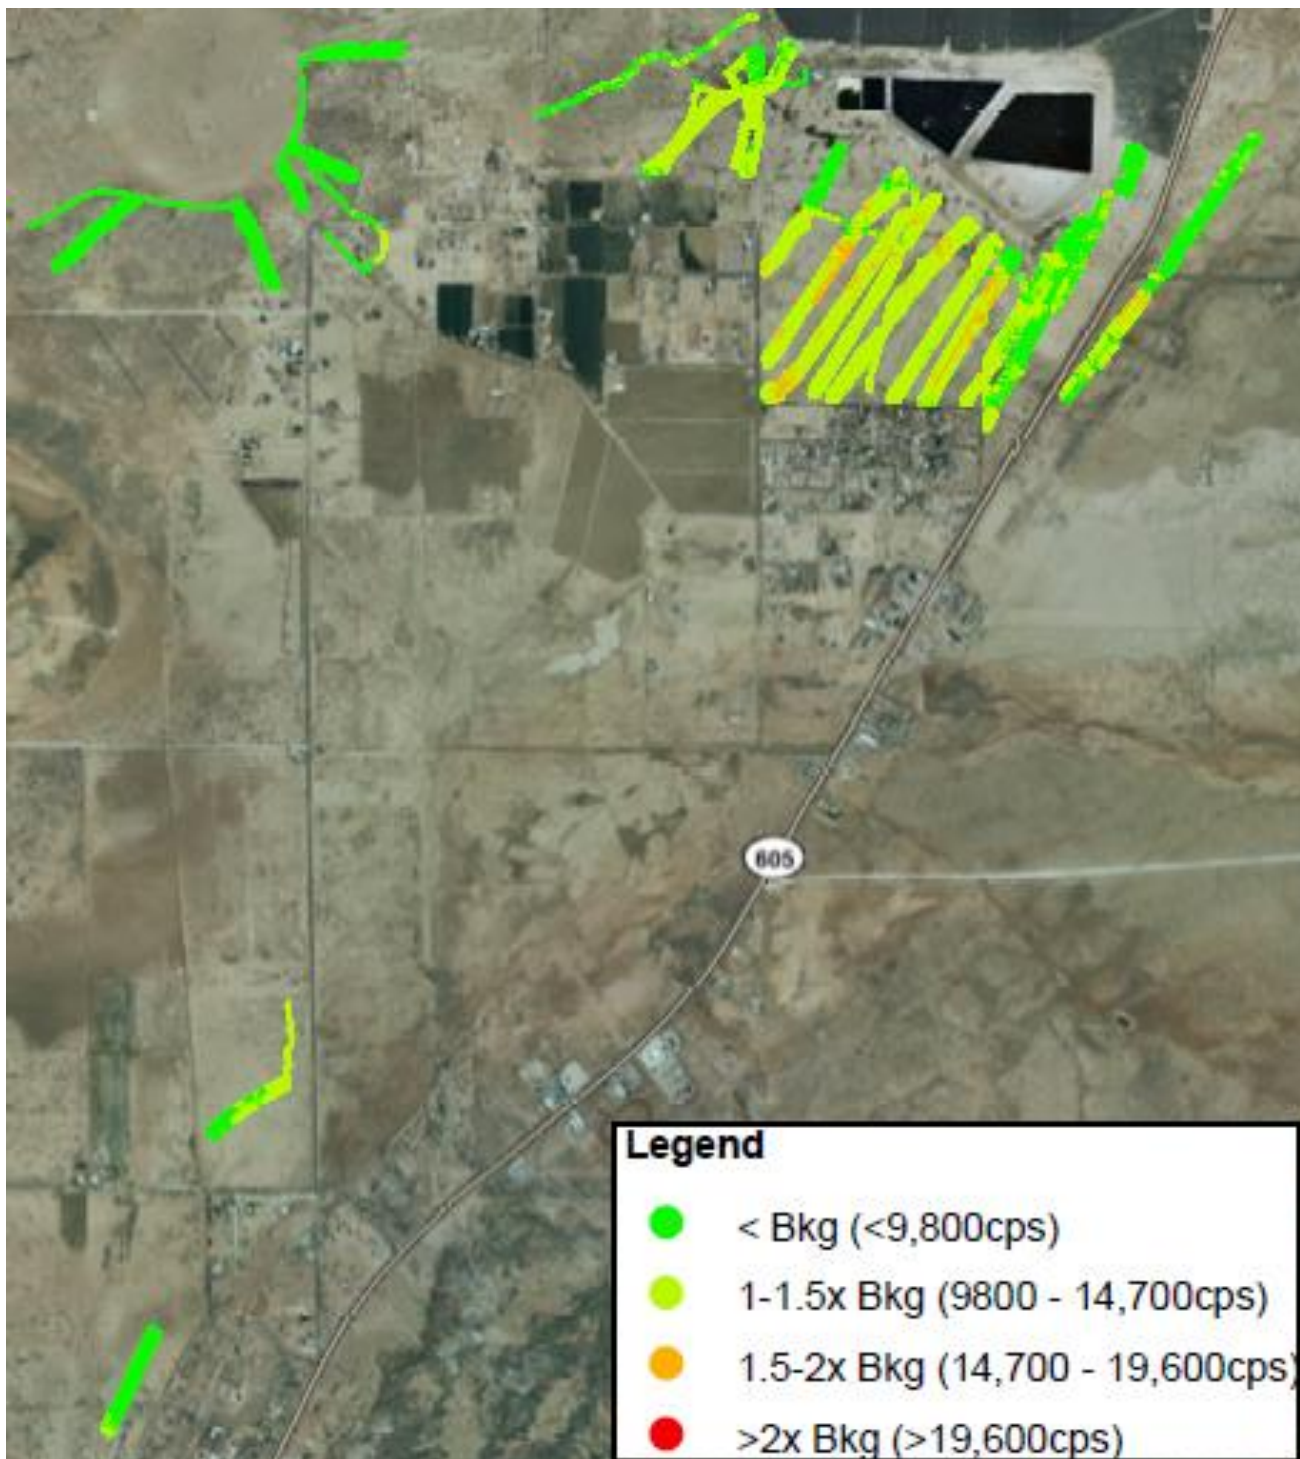 605
Legend
< Bkg (<9,800cps)
1-1.5x Bkg (9800 - 14,700cps)
1.5-2x Bkg (14,700 - 19,600cps)
>2x Bkg (>19,600cps)